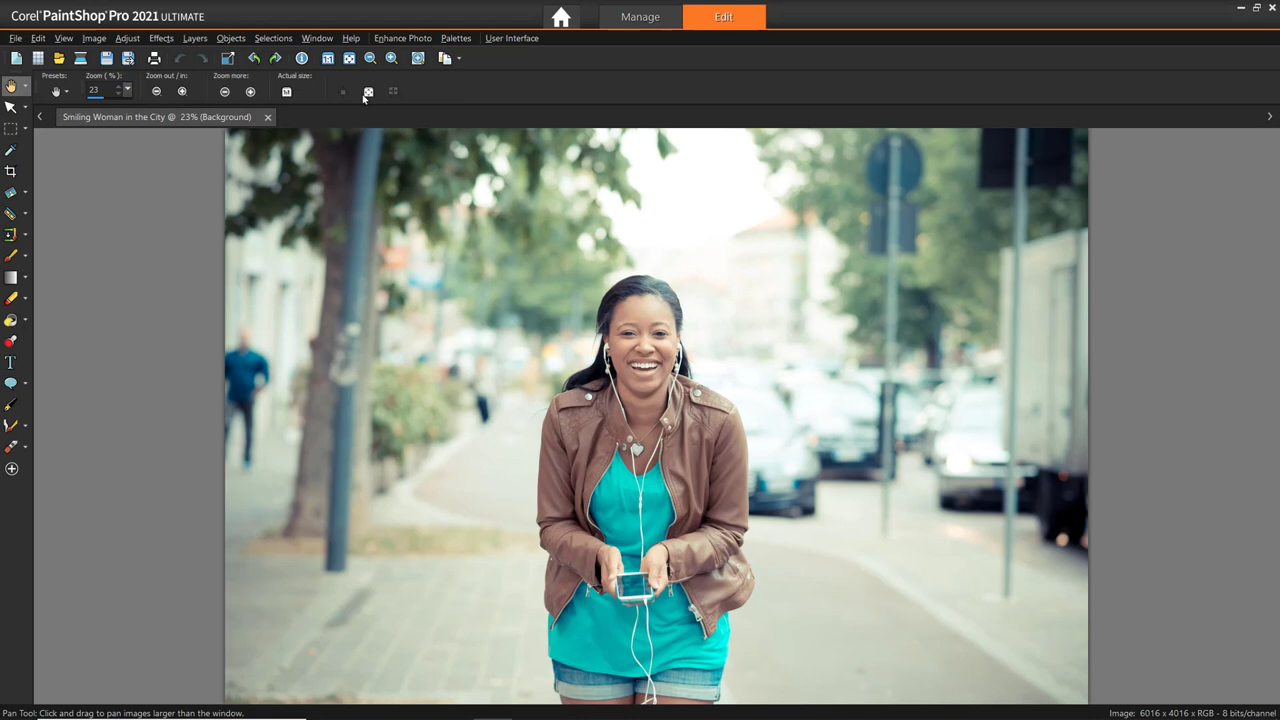 Corel PaintShop Pro 2021 ULTIMATE
Manage
Edit
File Edit View Image Adjust Effects Layers Objects Selections Window Help Enhance Photo Palettes User Interface
Presets: Zoom ( % ): Zoom out / in: Zoom more: Actual size:
23
Smiling Woman in the City @ 23% (Background)
Pan Tool: Click and drag to pan images larger than the window.
Image: 6016 x 4016 x RGB - 8 bits/channel